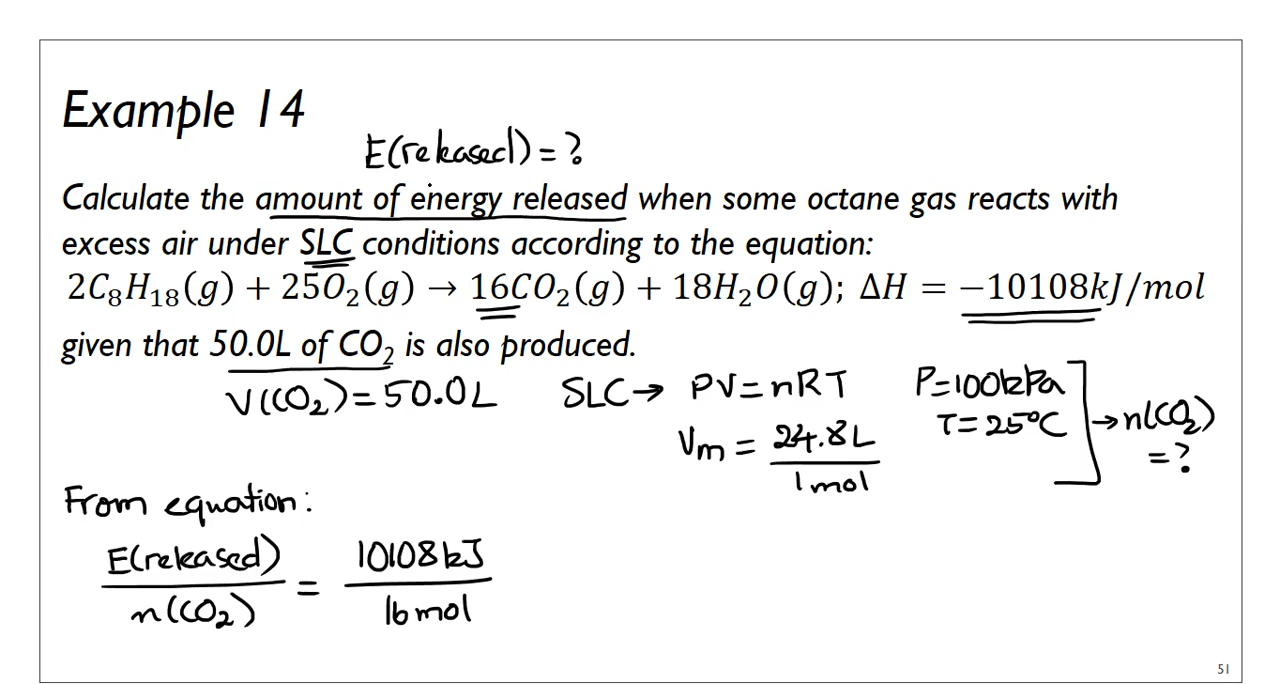 Example 14
E(released) = ?
Calculate the amount of energy released when some octane gas reacts with
excess air under SLC conditions according to the equation:
2C₈H₁₈(g) + 25O₂(g) → 16CO₂(g) + 18H₂O(g); ΔH = −10108kJ/mol
given that 50.0L of CO₂ is also produced.
V(CO₂) = 50.0L SLC → PV = nRT P=100kPa
Vm = 24.8L / 1mol T=25°C → n(CO₂) = ?
From equation:
E(released) / n(CO₂) = 10108kJ / 16mol
51